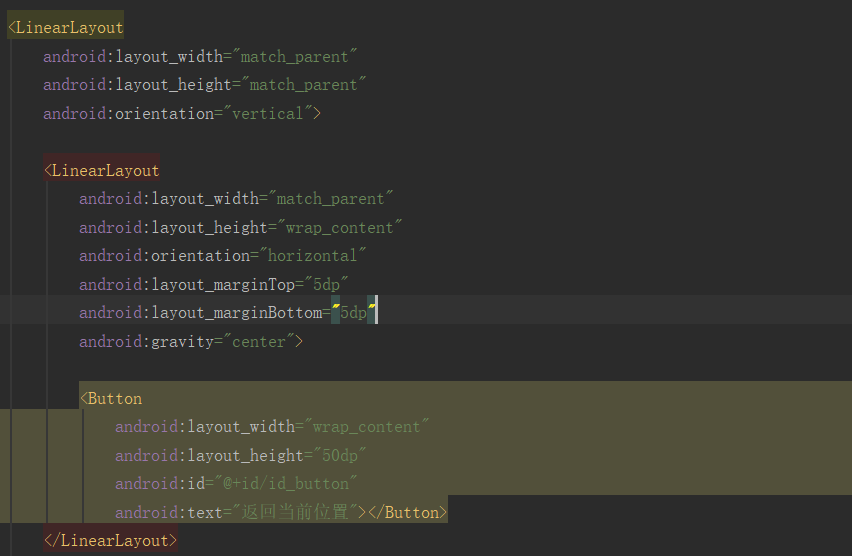 <LinearLayout
android:layout_width="match_parent"
android:layout_height="match_parent"
android:orientation="vertical">
<LinearLayout
android:layout_width="match_parent"
android:layout_height="wrap_content"
android:orientation="horizontal"
android:layout_marginTop="5dp"
android:layout_marginBottom="5dp"
android:gravity="center">
<Button
android:layout_width="wrap_content"
android:layout_height="50dp"
android:id="@+id/id_button"
android:text="返回当前位置"></Button>
</LinearLayout>